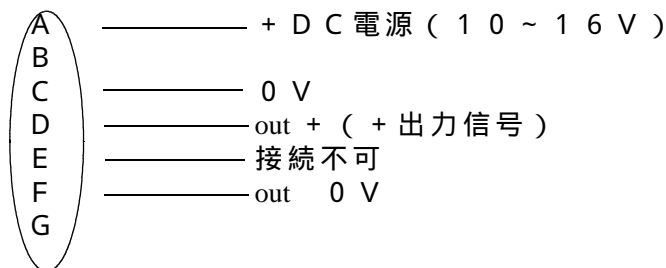 A + DC電源(10~16V)
B
C 0V
D out+(+出力信号)
E 接続不可
F out 0V
G